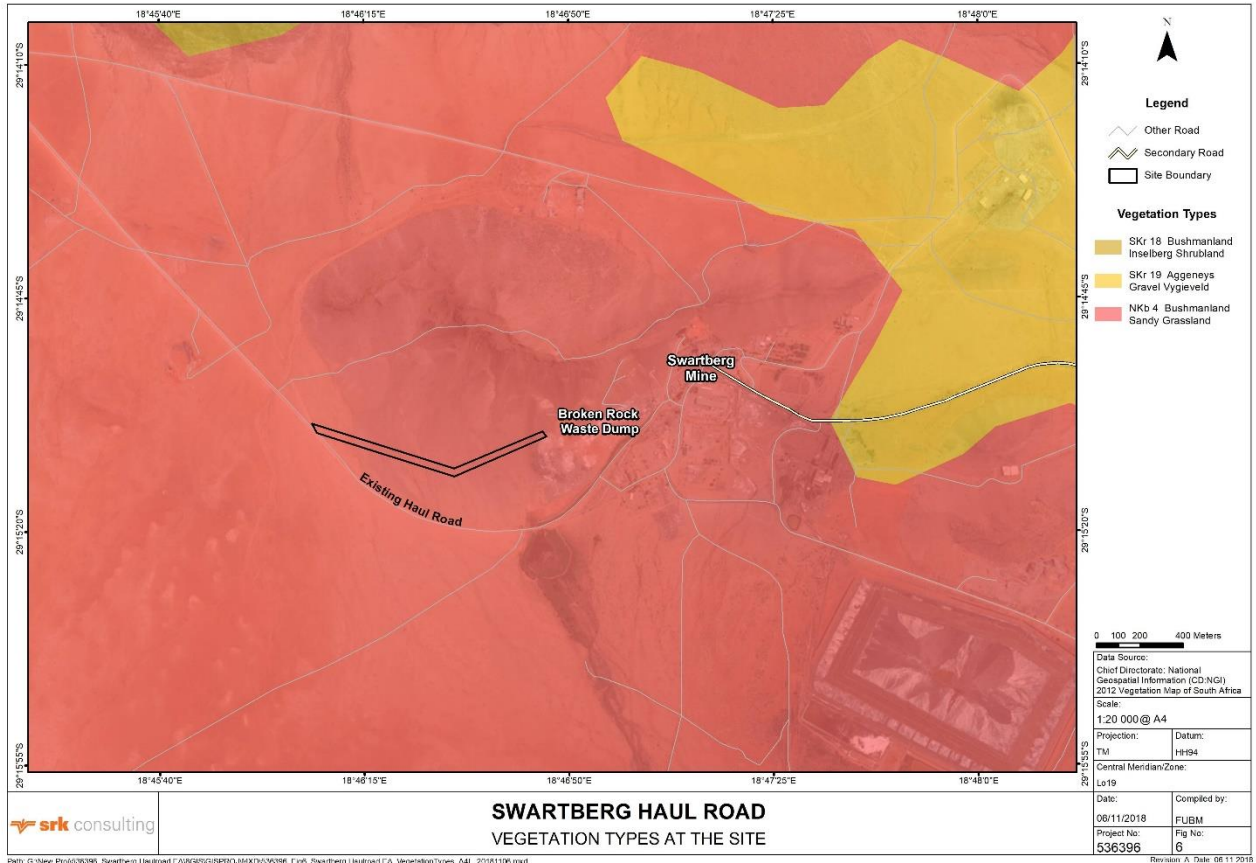 18°45'40"E 18°46'15"E 18°46'50"E 18°47'25"E 18°48'0"E
29°14'10"S
29°14'45"S
29°15'20"S
29°15'55"S
29°14'10"S
29°14'45"S
29°15'20"S
29°15'55"S
Swartberg
Mine
Broken Rock
Waste Dump
Existing Haul Road
18°45'40"E 18°46'15"E 18°46'50"E 18°47'25"E 18°48'0"E
N
Legend
Other Road
Secondary Road
Site Boundary
Vegetation Types
SKr 18 Bushmanland
Inselberg Shrubland
SKr 19 Aggeneys
Gravel Vygieveld
NKb 4 Bushmanland
Sandy Grassland
0 100 200 400 Meters
Data Source:
Chief Directorate: National
Geospatial Information (CD:NGI)
2012 Vegetation Map of South Africa
Scale:
1:20 000@ A4
Projection: Datum:
TM HH94
Central Meridian/Zone:
Lo19
Date: Compiled by:
06/11/2018 FUBM
Project No: Fig No:
536396 6
srk consulting
SWARTBERG HAUL ROAD
VEGETATION TYPES AT THE SITE
Revision: A Date: 06 11 2018